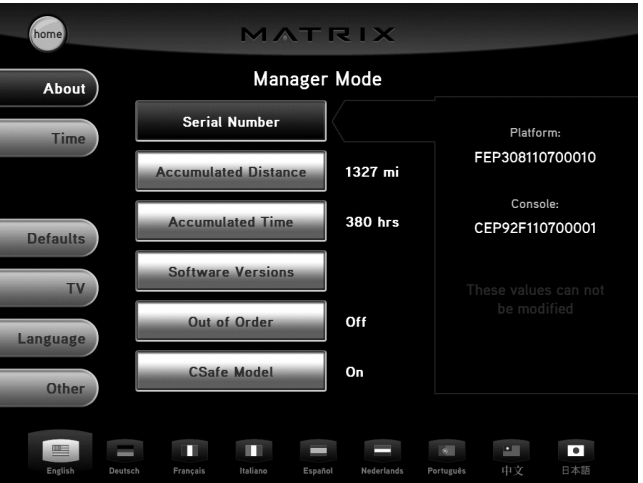 home
MATRIX
Manager Mode
About
Time
Defaults
TV
Language
Other
Serial Number
Accumulated Distance
1327 mi
Accumulated Time
380 hrs
Software Versions
Out of Order
Off
CSafe Model
On
Platform:
FEP308110700010
Console:
CEP92F110700001
These values can not
be modified
English
Deutsch
Français
Italiano
Español
Nederlands
Português
中文
日本語